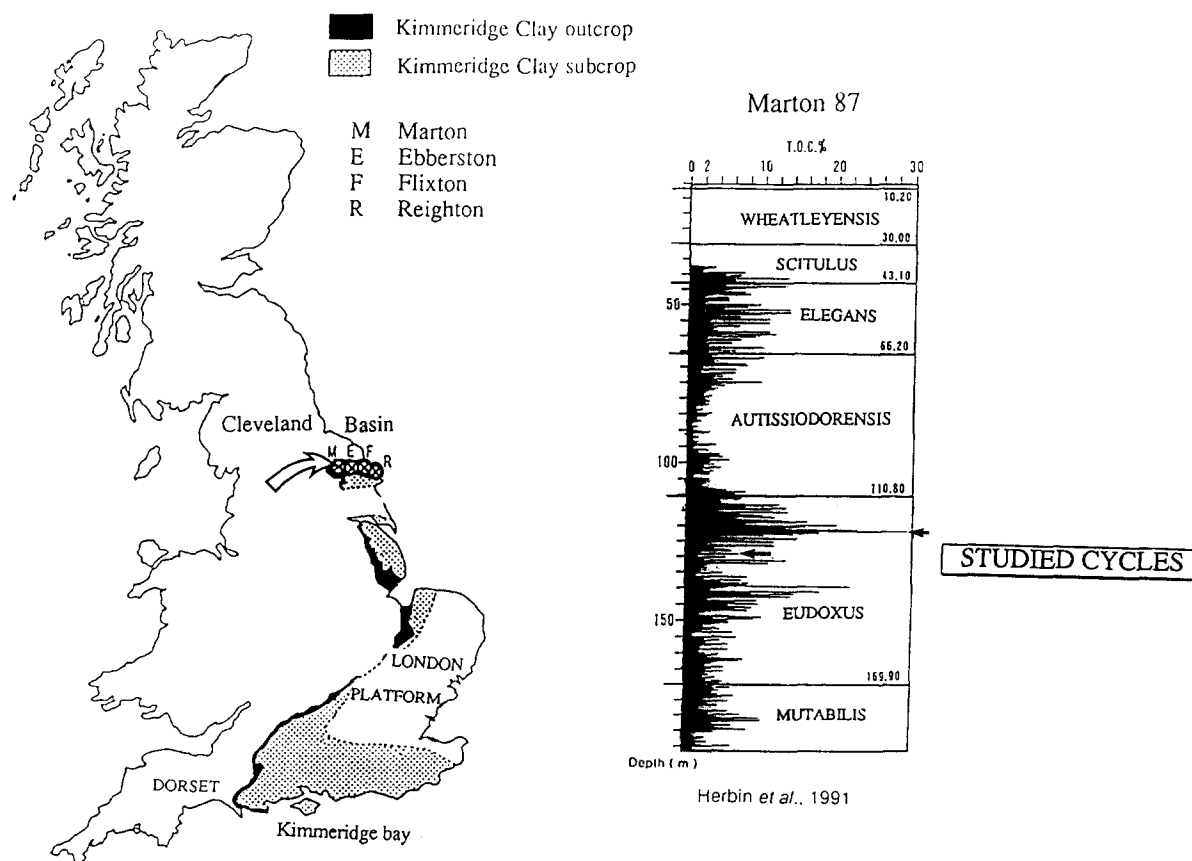 Kimmeridge Clay outcrop
Kimmeridge Clay subcrop
M Marton
E Ebberston
F Flixton
R Reighton
Cleveland Basin
M E F R
LONDON
PLATFORM
DORSET
Kimmeridge bay
Marton 87
T.O.C.%
0 2 10 20 30
10.20
WHEATLEYENSIS
30.00
SCITULUS
43.10
50
ELEGANS
66.20
AUTISSIODORENSIS
100
110.80
STUDIED CYCLES
EUDOXUS
150
169.90
MUTABILIS
Depth (m)
Herbin et al., 1991